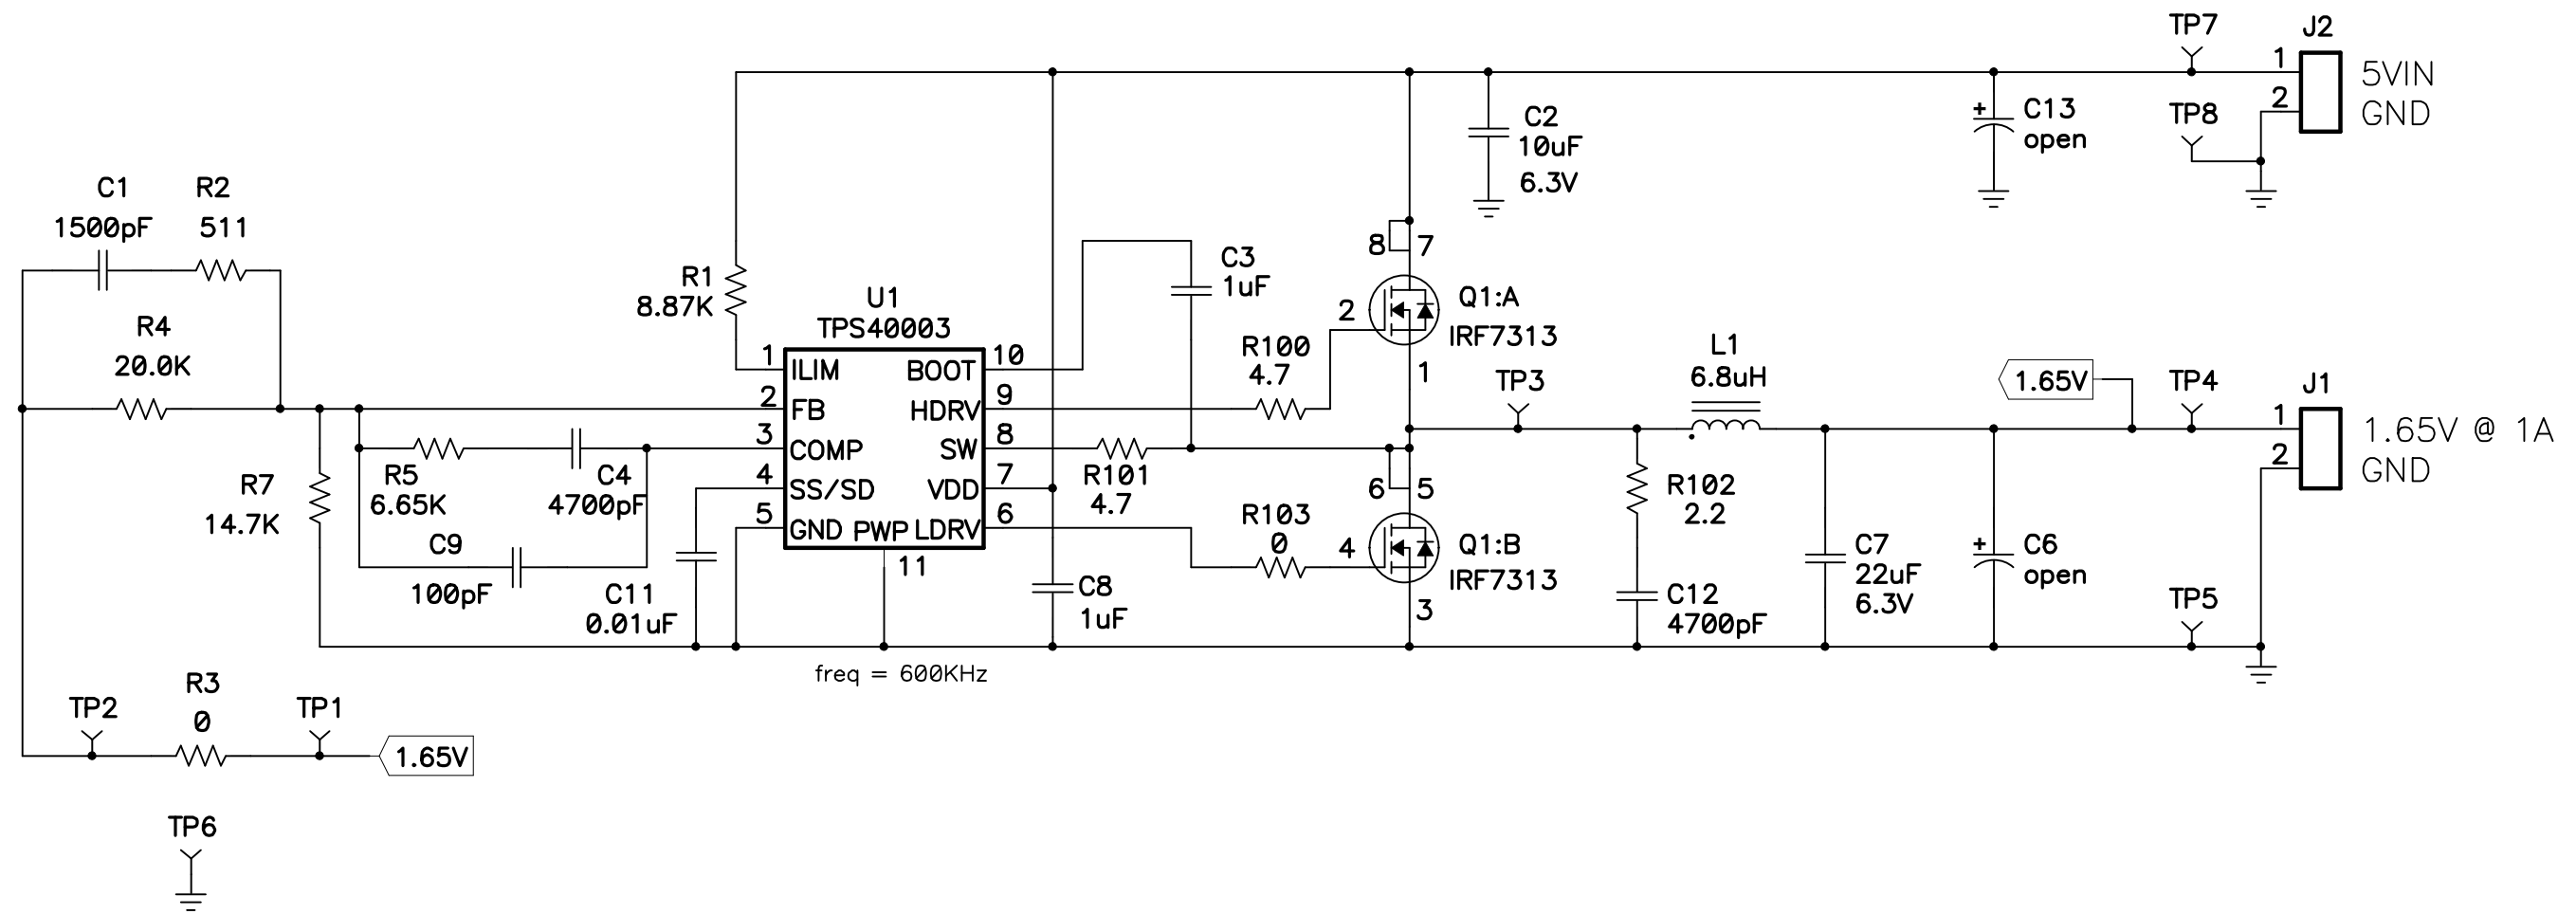 TP7
J2
1
5VIN
2
GND
TP8
C13
open
C2
10uF
6.3V
C1
1500pF
R2
511
R4
20.0K
R1
8.87K
U1
TPS40003
C3
1uF
8
7
Q1:A
IRF7313
2
1
R100
4.7
TP3
L1
6.8uH
1.65V
TP4
J1
1
1.65V @ 1A
2
GND
1
ILIM
BOOT
10
2
FB
HDRV
9
3
COMP
SW
8
4
SS/SD
VDD
7
5
GND
PWP
LDRV
6
11
R101
4.7
6
5
R103
0
4
Q1:B
IRF7313
3
R102
2.2
C12
4700pF
C7
22uF
6.3V
C6
open
TP5
R7
14.7K
R5
6.65K
C4
4700pF
C9
100pF
C11
0.01uF
C8
1uF
freq = 600KHz
R3
0
TP2
TP1
1.65V
TP6